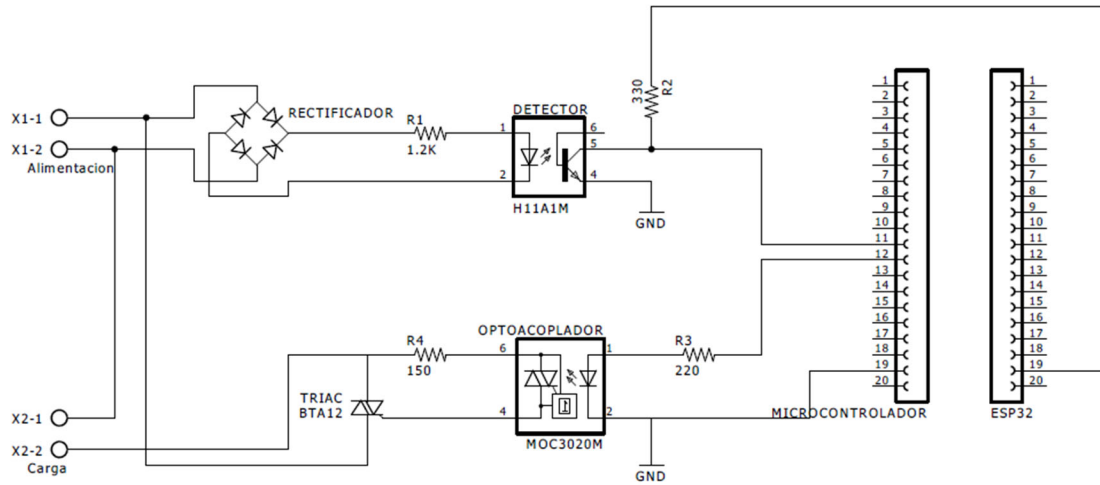 X1-1
X1-2
Alimentacion
RECTIFICADOR
R1
1.2K
DETECTOR
1
2
6
5
4
H11A1M
330
R2
GND
1
2
3
4
5
6
7
8
9
10
11
12
13
14
15
16
17
18
19
20
MICROCONTROLADOR
1
2
3
4
5
6
7
8
9
10
11
12
13
14
15
16
17
18
19
20
ESP32
OPTOACOPLADOR
R4
150
6
4
1
2
MOC3020M
R3
220
GND
TRIAC
BTA12
X2-1
X2-2
Carga